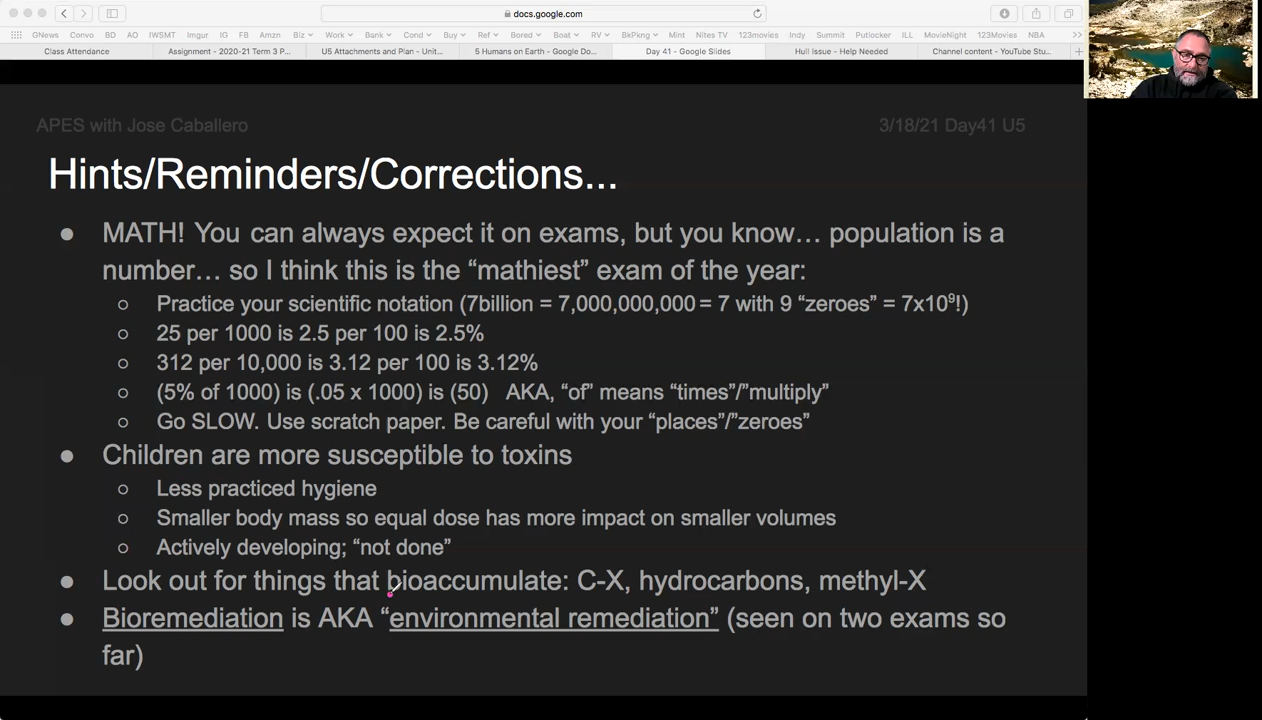 docs.google.com
GNews Convo BD AO IWSMT Imgur IG FB Amzn Biz Work Bank Cond Buy Ref Bored Boat RV BkPkng Mint Nites TV 123movies Indy Summit Putlocker ILL MovieNight 123Movies NBA >>
Class Attendance Assignment - 2020-21 Term 3 P... U5 Attachments and Plan - Unit... 5 Humans on Earth - Google Do... Day 41 - Google Slides Hull Issue - Help Needed Channel content - YouTube Stu... +
APES with Jose Caballero 3/18/21 Day41 U5
Hints/Reminders/Corrections...
● MATH! You can always expect it on exams, but you know... population is a
number... so I think this is the “mathiest” exam of the year:
○ Practice your scientific notation (7billion = 7,000,000,000 = 7 with 9 “zeroes” = 7x10⁹!)
○ 25 per 1000 is 2.5 per 100 is 2.5%
○ 312 per 10,000 is 3.12 per 100 is 3.12%
○ (5% of 1000) is (.05 x 1000) is (50) AKA, “of” means “times”/”multiply”
○ Go SLOW. Use scratch paper. Be careful with your “places”/”zeroes”
● Children are more susceptible to toxins
○ Less practiced hygiene
○ Smaller body mass so equal dose has more impact on smaller volumes
○ Actively developing; “not done”
● Look out for things that bioaccumulate: C-X, hydrocarbons, methyl-X
● Bioremediation is AKA “environmental remediation” (seen on two exams so
far)